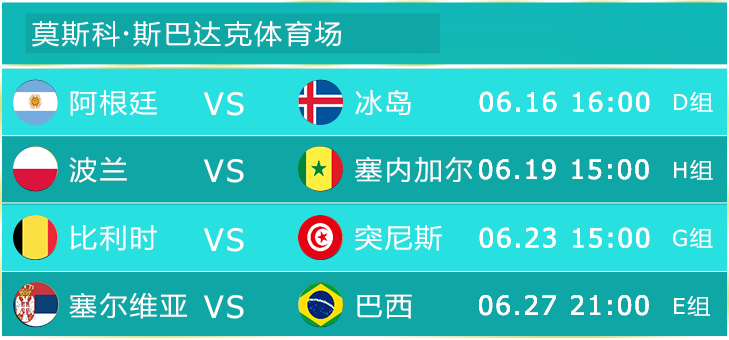 莫斯科·斯巴达克体育场
阿根廷 VS 冰岛 06.16 16:00 D组
波兰 VS 塞内加尔 06.19 15:00 H组
比利时 VS 突尼斯 06.23 15:00 G组
塞尔维亚 VS 巴西 06.27 21:00 E组